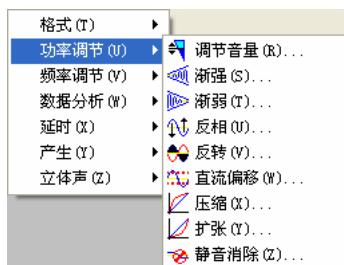 格式(T)
功率调节(U)
频率调节(V)
数据分析(W)
延时(X)
产生(Y)
立体声(Z)
调节音量(R)...
渐强(S)...
渐弱(T)...
反相(U)...
反转(V)...
直流偏移(W)...
压缩(X)...
扩张(Y)...
静音消除(Z)...